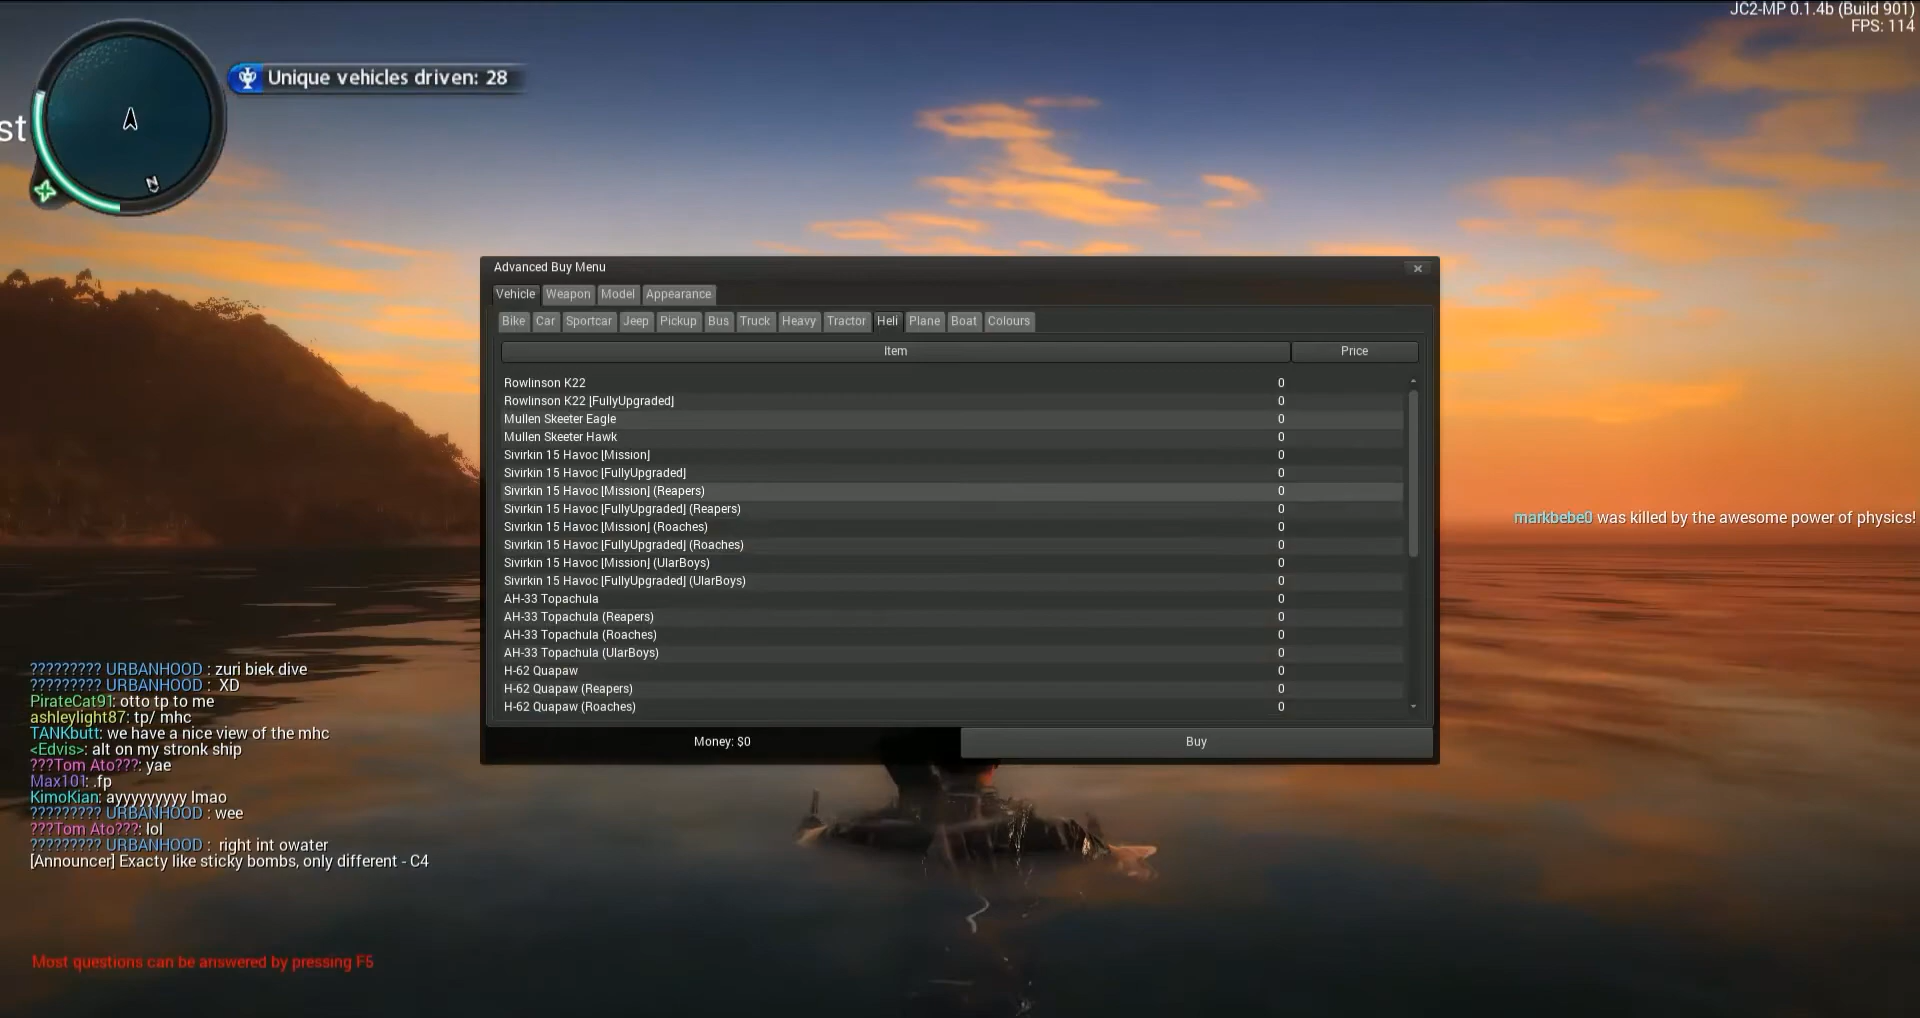 JC2-MP 0.1.4b (Build 901)
FPS: 114
Unique vehicles driven: 28
st
N
Advanced Buy Menu
Vehicle Weapon Model Appearance
Bike Car Sportcar Jeep Pickup Bus Truck Heavy Tractor Heli Plane Boat Colours
Item Price
Rowlinson K22 0
Rowlinson K22 [FullyUpgraded] 0
Mullen Skeeter Eagle 0
Mullen Skeeter Hawk 0
Sivirkin 15 Havoc [Mission] 0
Sivirkin 15 Havoc [FullyUpgraded] 0
Sivirkin 15 Havoc [Mission] (Reapers) 0
Sivirkin 15 Havoc [FullyUpgraded] (Reapers) 0
Sivirkin 15 Havoc [Mission] (Roaches) 0
Sivirkin 15 Havoc [FullyUpgraded] (Roaches) 0
Sivirkin 15 Havoc [Mission] (UlarBoys) 0
Sivirkin 15 Havoc [FullyUpgraded] (UlarBoys) 0
AH-33 Topachula 0
AH-33 Topachula (Reapers) 0
AH-33 Topachula (Roaches) 0
AH-33 Topachula (UlarBoys) 0
H-62 Quapaw 0
H-62 Quapaw (Reapers) 0
H-62 Quapaw (Roaches) 0
Money: $0 Buy
markbebe0 was killed by the awesome power of physics!
????????? URBANHOOD : zuri biek dive
????????? URBANHOOD : XD
PirateCat91: otto tp to me
ashleylight87: tp/ mhc
TANKbutt: we have a nice view of the mhc
<Edvis>: alt on my stronk ship
???Tom Ato???: yae
Max101: .fp
KimoKian: ayyyyyyyyy lmao
????????? URBANHOOD : wee
???Tom Ato???: lol
????????? URBANHOOD : right int owater
[Announcer] Exacty like sticky bombs, only different - C4
Most questions can be answered by pressing F5